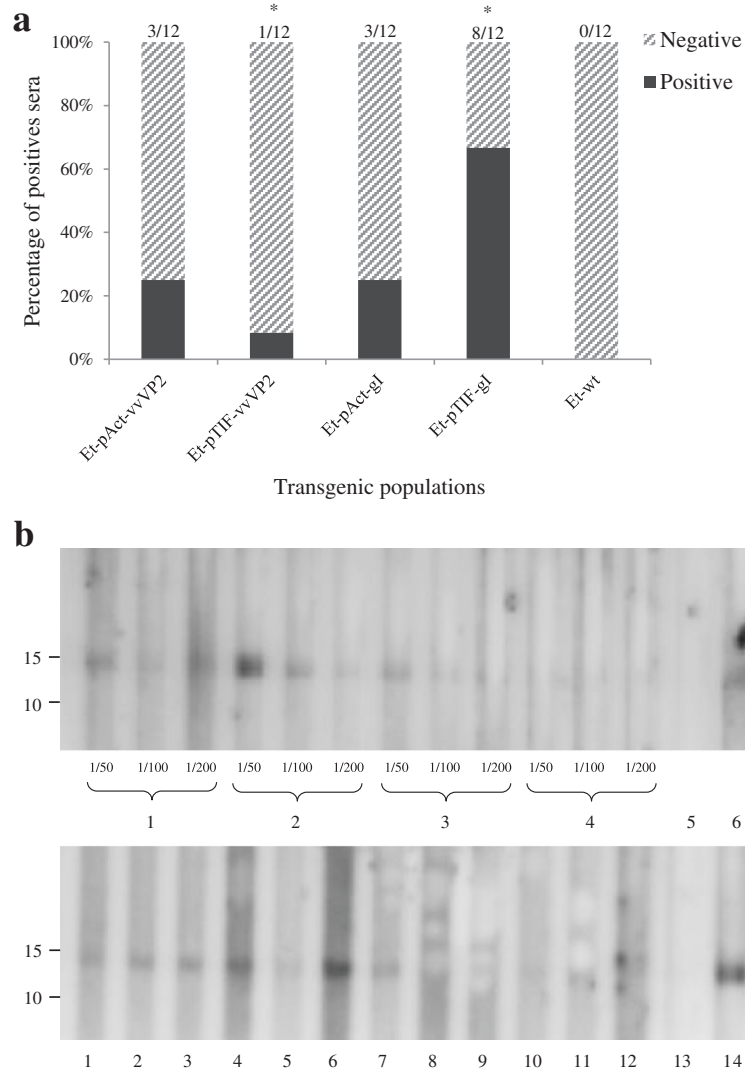 a
* *
3/12 1/12 3/12 8/12 0/12
Negative
Positive
100%
80%
60%
40%
20%
0%
Percentage of positives sera
Et-pAct-vvVP2
Et-pTIF-vvVP2
Et-pAct-gI
Et-pTIF-gI
Et-wt
Transgenic populations
b
15
10
1/50 1/100 1/200 1/50 1/100 1/200 1/50 1/100 1/200 1/50 1/100 1/200
1 2 3 4 5 6
15
10
1 2 3 4 5 6 7 8 9 10 11 12 13 14